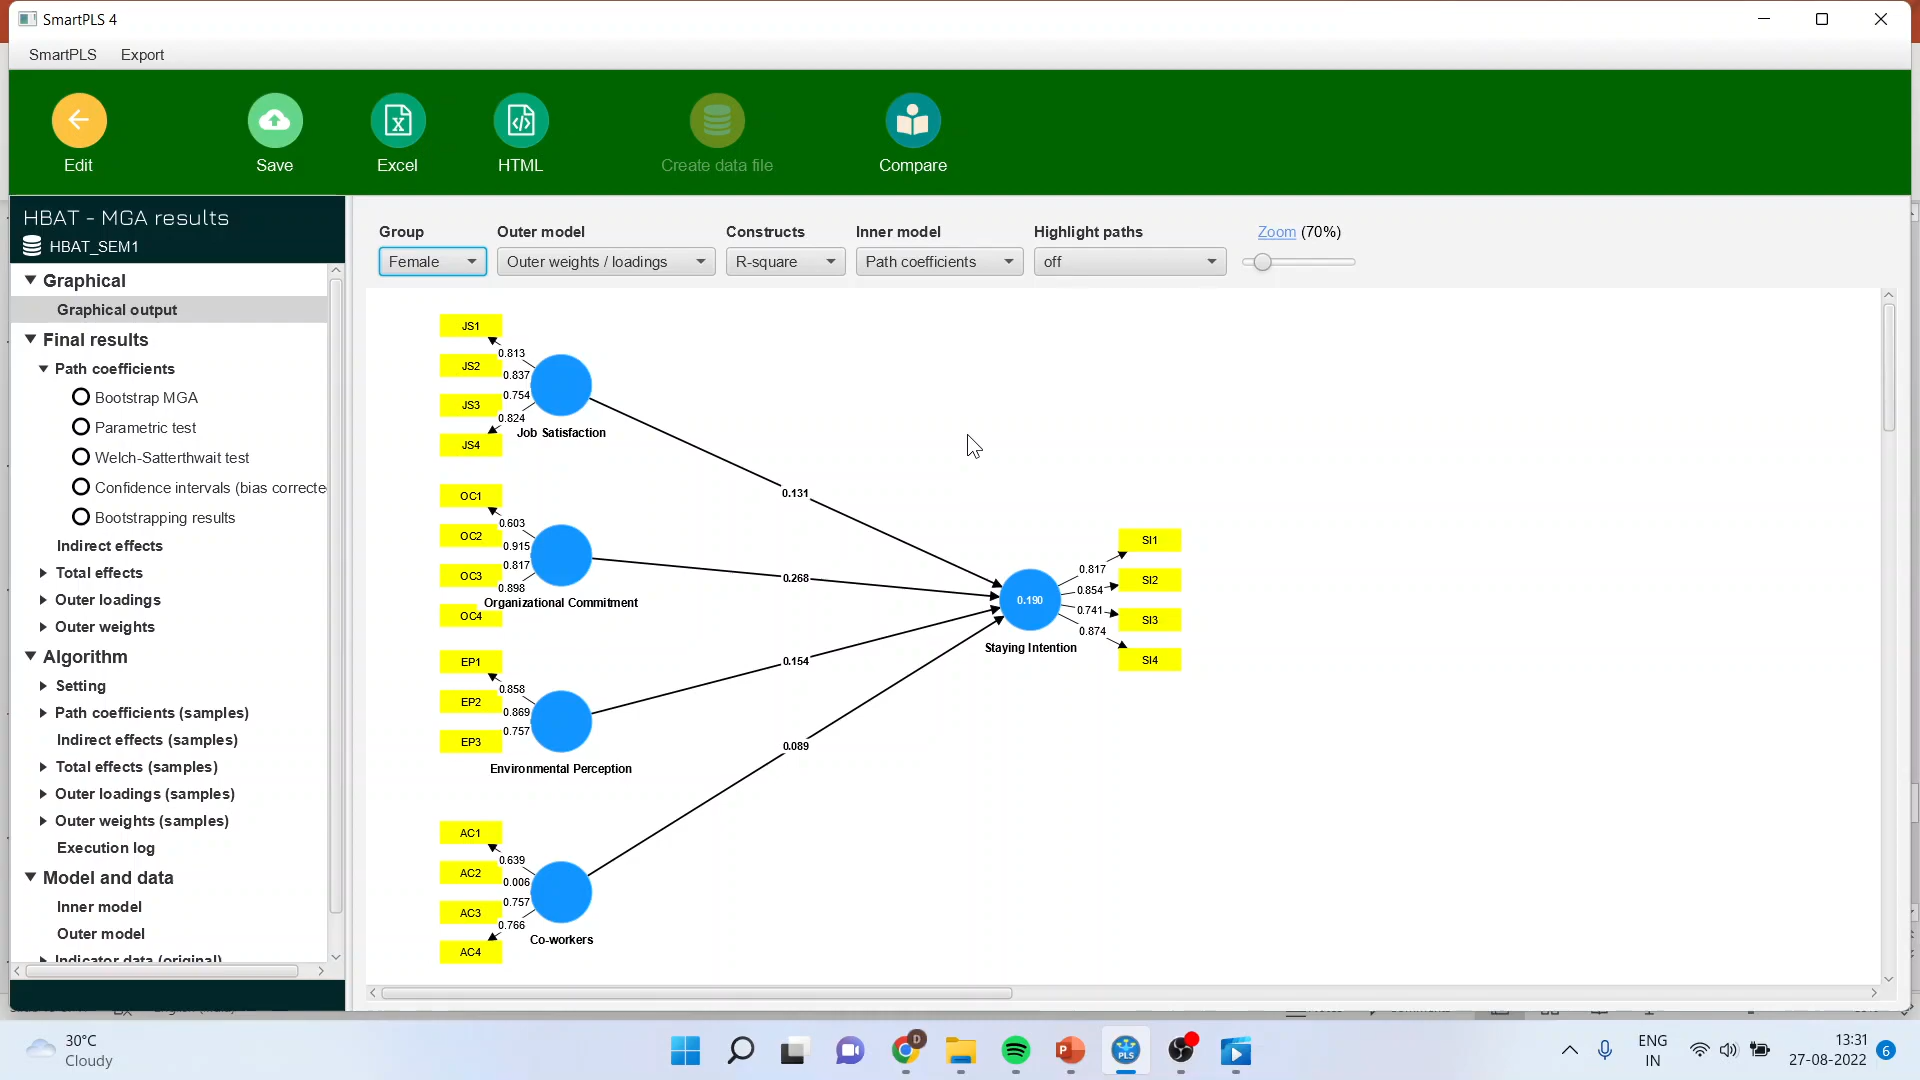 SmartPLS 4
SmartPLS Export
Edit Save Excel HTML Create data file Compare
HBAT - MGA results
HBAT_SEM1
Graphical
Graphical output
Final results
Path coefficients
Bootstrap MGA
Parametric test
Welch-Satterthwait test
Confidence intervals (bias correcte
Bootstrapping results
Indirect effects
Total effects
Outer loadings
Outer weights
Algorithm
Setting
Path coefficients (samples)
Indirect effects (samples)
Total effects (samples)
Outer loadings (samples)
Outer weights (samples)
Execution log
Model and data
Inner model
Outer model
Indicator data (original)
Group Outer model Constructs Inner model Highlight paths Zoom (70%)
Female Outer weights / loadings R-square Path coefficients off
JS1
0.813
JS2
0.837
0.754
JS3
0.824
JS4
Job Satisfaction
0.131
OC1
0.603
OC2
0.915
0.817
OC3
0.898
OC4
Organizational Commitment
0.268
EP1
0.858
EP2
0.869
0.757
EP3
Environmental Perception
0.154
AC1
0.639
AC2
0.006
0.757
AC3
0.766
AC4
Co-workers
0.089
0.190
Staying Intention
SI1
0.817
SI2
0.854
0.741
SI3
0.874
SI4
30°C
Cloudy
D
P
PLS
ENG
IN
13:31
27-08-2022
6